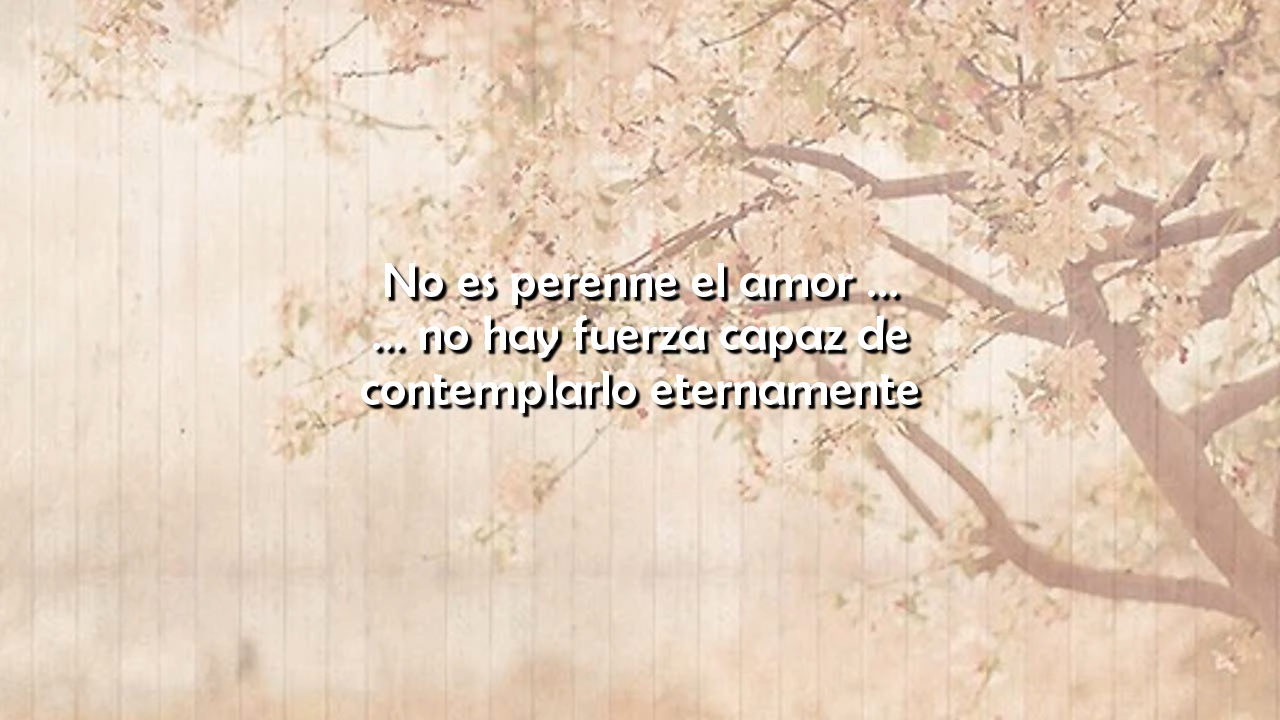 No es perenne el amor ...
... no hay fuerza capaz de
contemplarlo eternamente